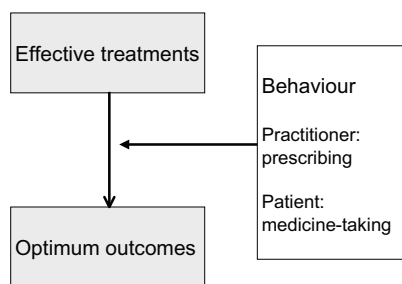 Effective treatments
Behaviour
Practitioner:
prescribing
Patient:
medicine-taking
Optimum outcomes